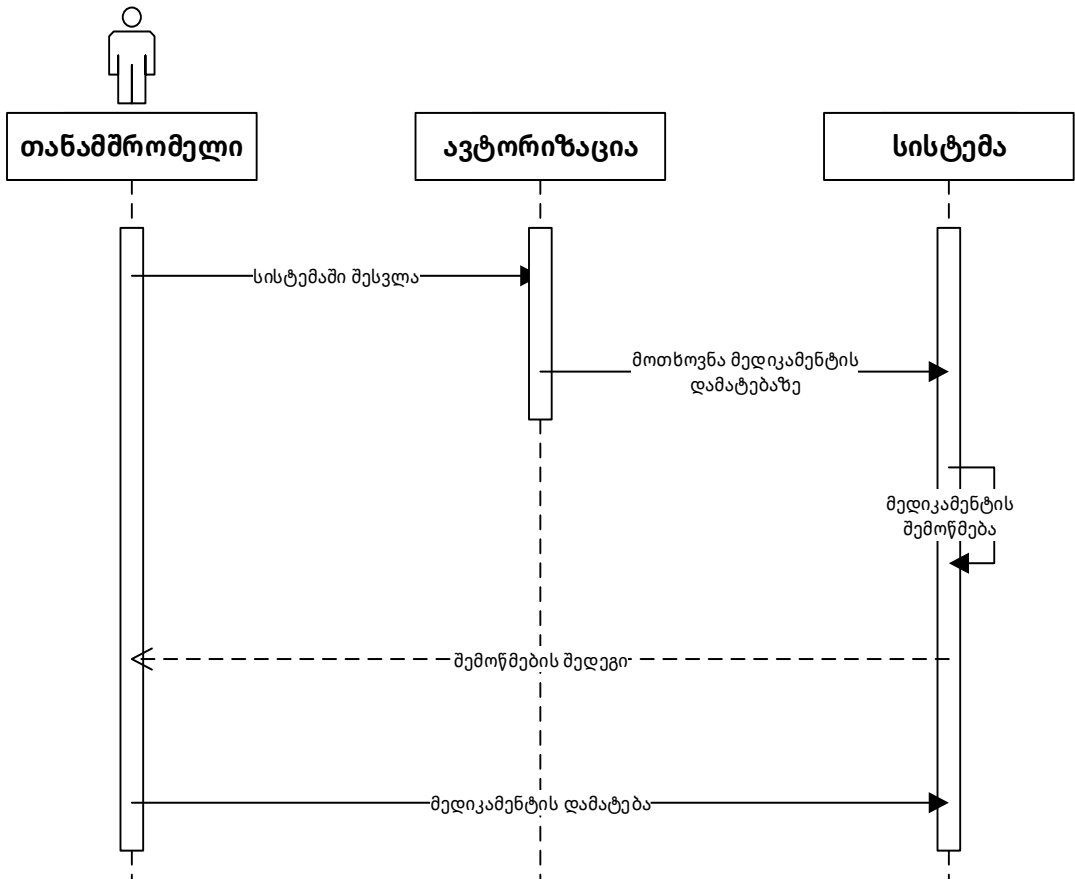 თანამშრომელი
ავტორიზაცია
სისტემა
სისტემაში შესვლა
მოთხოვნა მედიკამენტის
დამატებაზე
მედიკამენტის
შემოწმება
შემოწმების შედეგი
მედიკამენტის დამატება